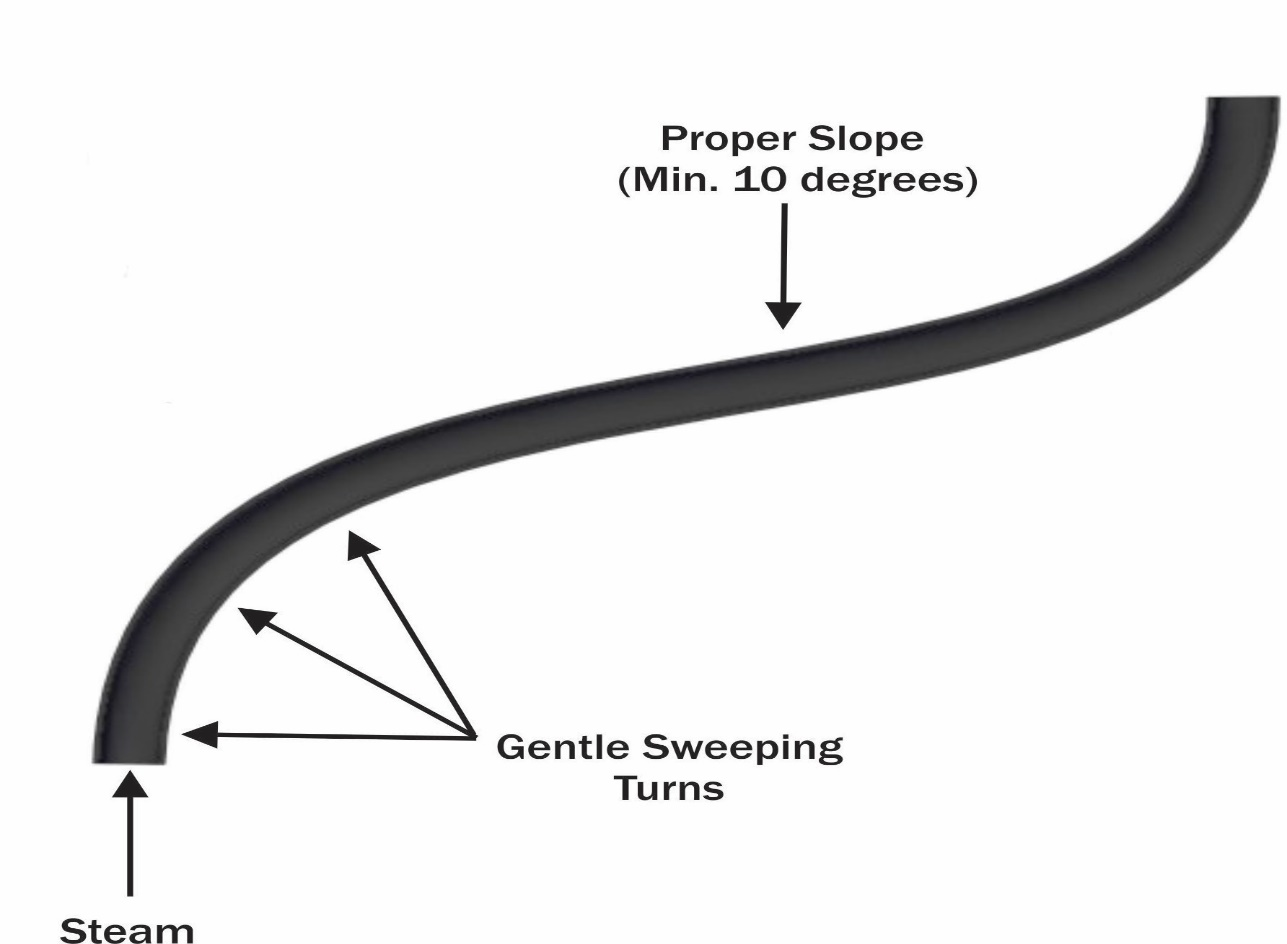 Proper Slope
(Min. 10 degrees)
Gentle Sweeping
Turns
Steam